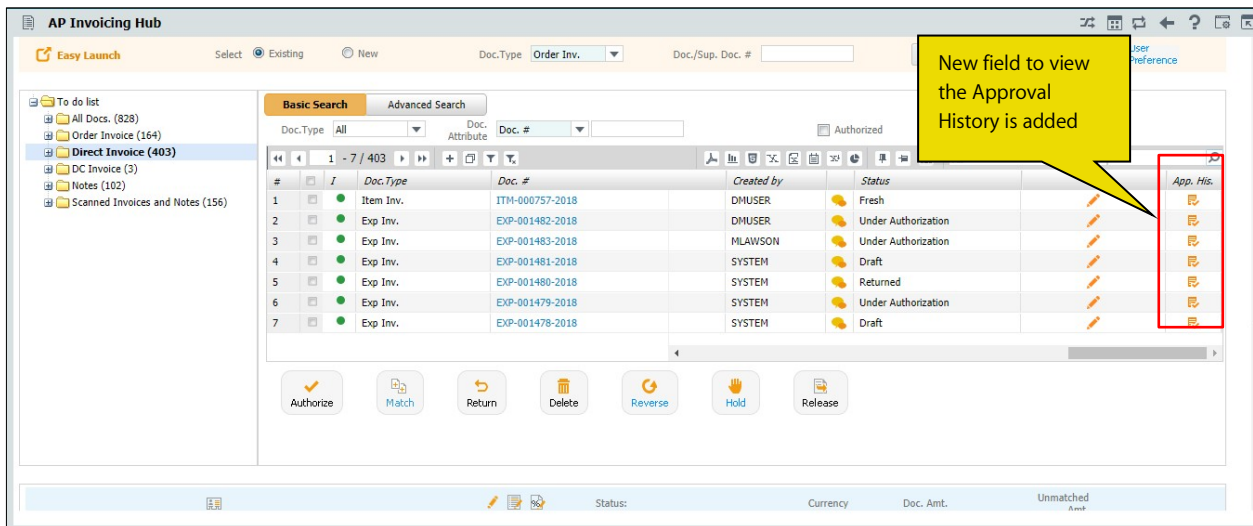 AP Invoicing Hub
Easy Launch Select Existing New Doc.Type Order Inv. Doc./Sup. Doc. #
New field to view
the Approval
History is added
User
Preference
To do list
All Docs. (828)
Order Invoice (164)
Direct Invoice (403)
DC Invoice (3)
Notes (102)
Scanned Invoices and Notes (156)
Basic Search Advanced Search
Doc.Type All Doc. Attribute Doc. # Authorized
1 - 7 / 403
# I Doc.Type Doc. # Created by Status App. His.
1 Item Inv. ITM-000757-2018 DMUSER Fresh
2 Exp Inv. EXP-001482-2018 DMUSER Under Authorization
3 Exp Inv. EXP-001483-2018 MLAWSON Under Authorization
4 Exp Inv. EXP-001481-2018 SYSTEM Draft
5 Exp Inv. EXP-001480-2018 SYSTEM Returned
6 Exp Inv. EXP-001479-2018 SYSTEM Under Authorization
7 Exp Inv. EXP-001478-2018 SYSTEM Draft
Authorize Match Return Delete Reverse Hold Release
Status: Currency Doc. Amt. Unmatched